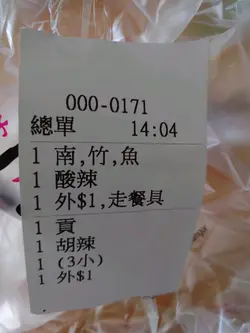 000-0171
總單 14:04
1 南,竹,魚
1 酸辣
1 外$1,走餐具
1 貢
1 胡辣
1 (3小)
1 外$1